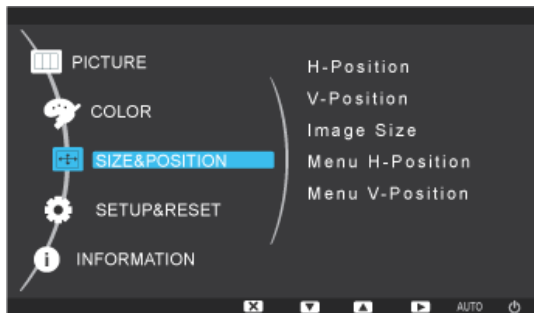 PICTURE
COLOR
SIZE&POSITION
SETUP&RESET
INFORMATION
H-Position
V-Position
Image Size
Menu H-Position
Menu V-Position
AUTO